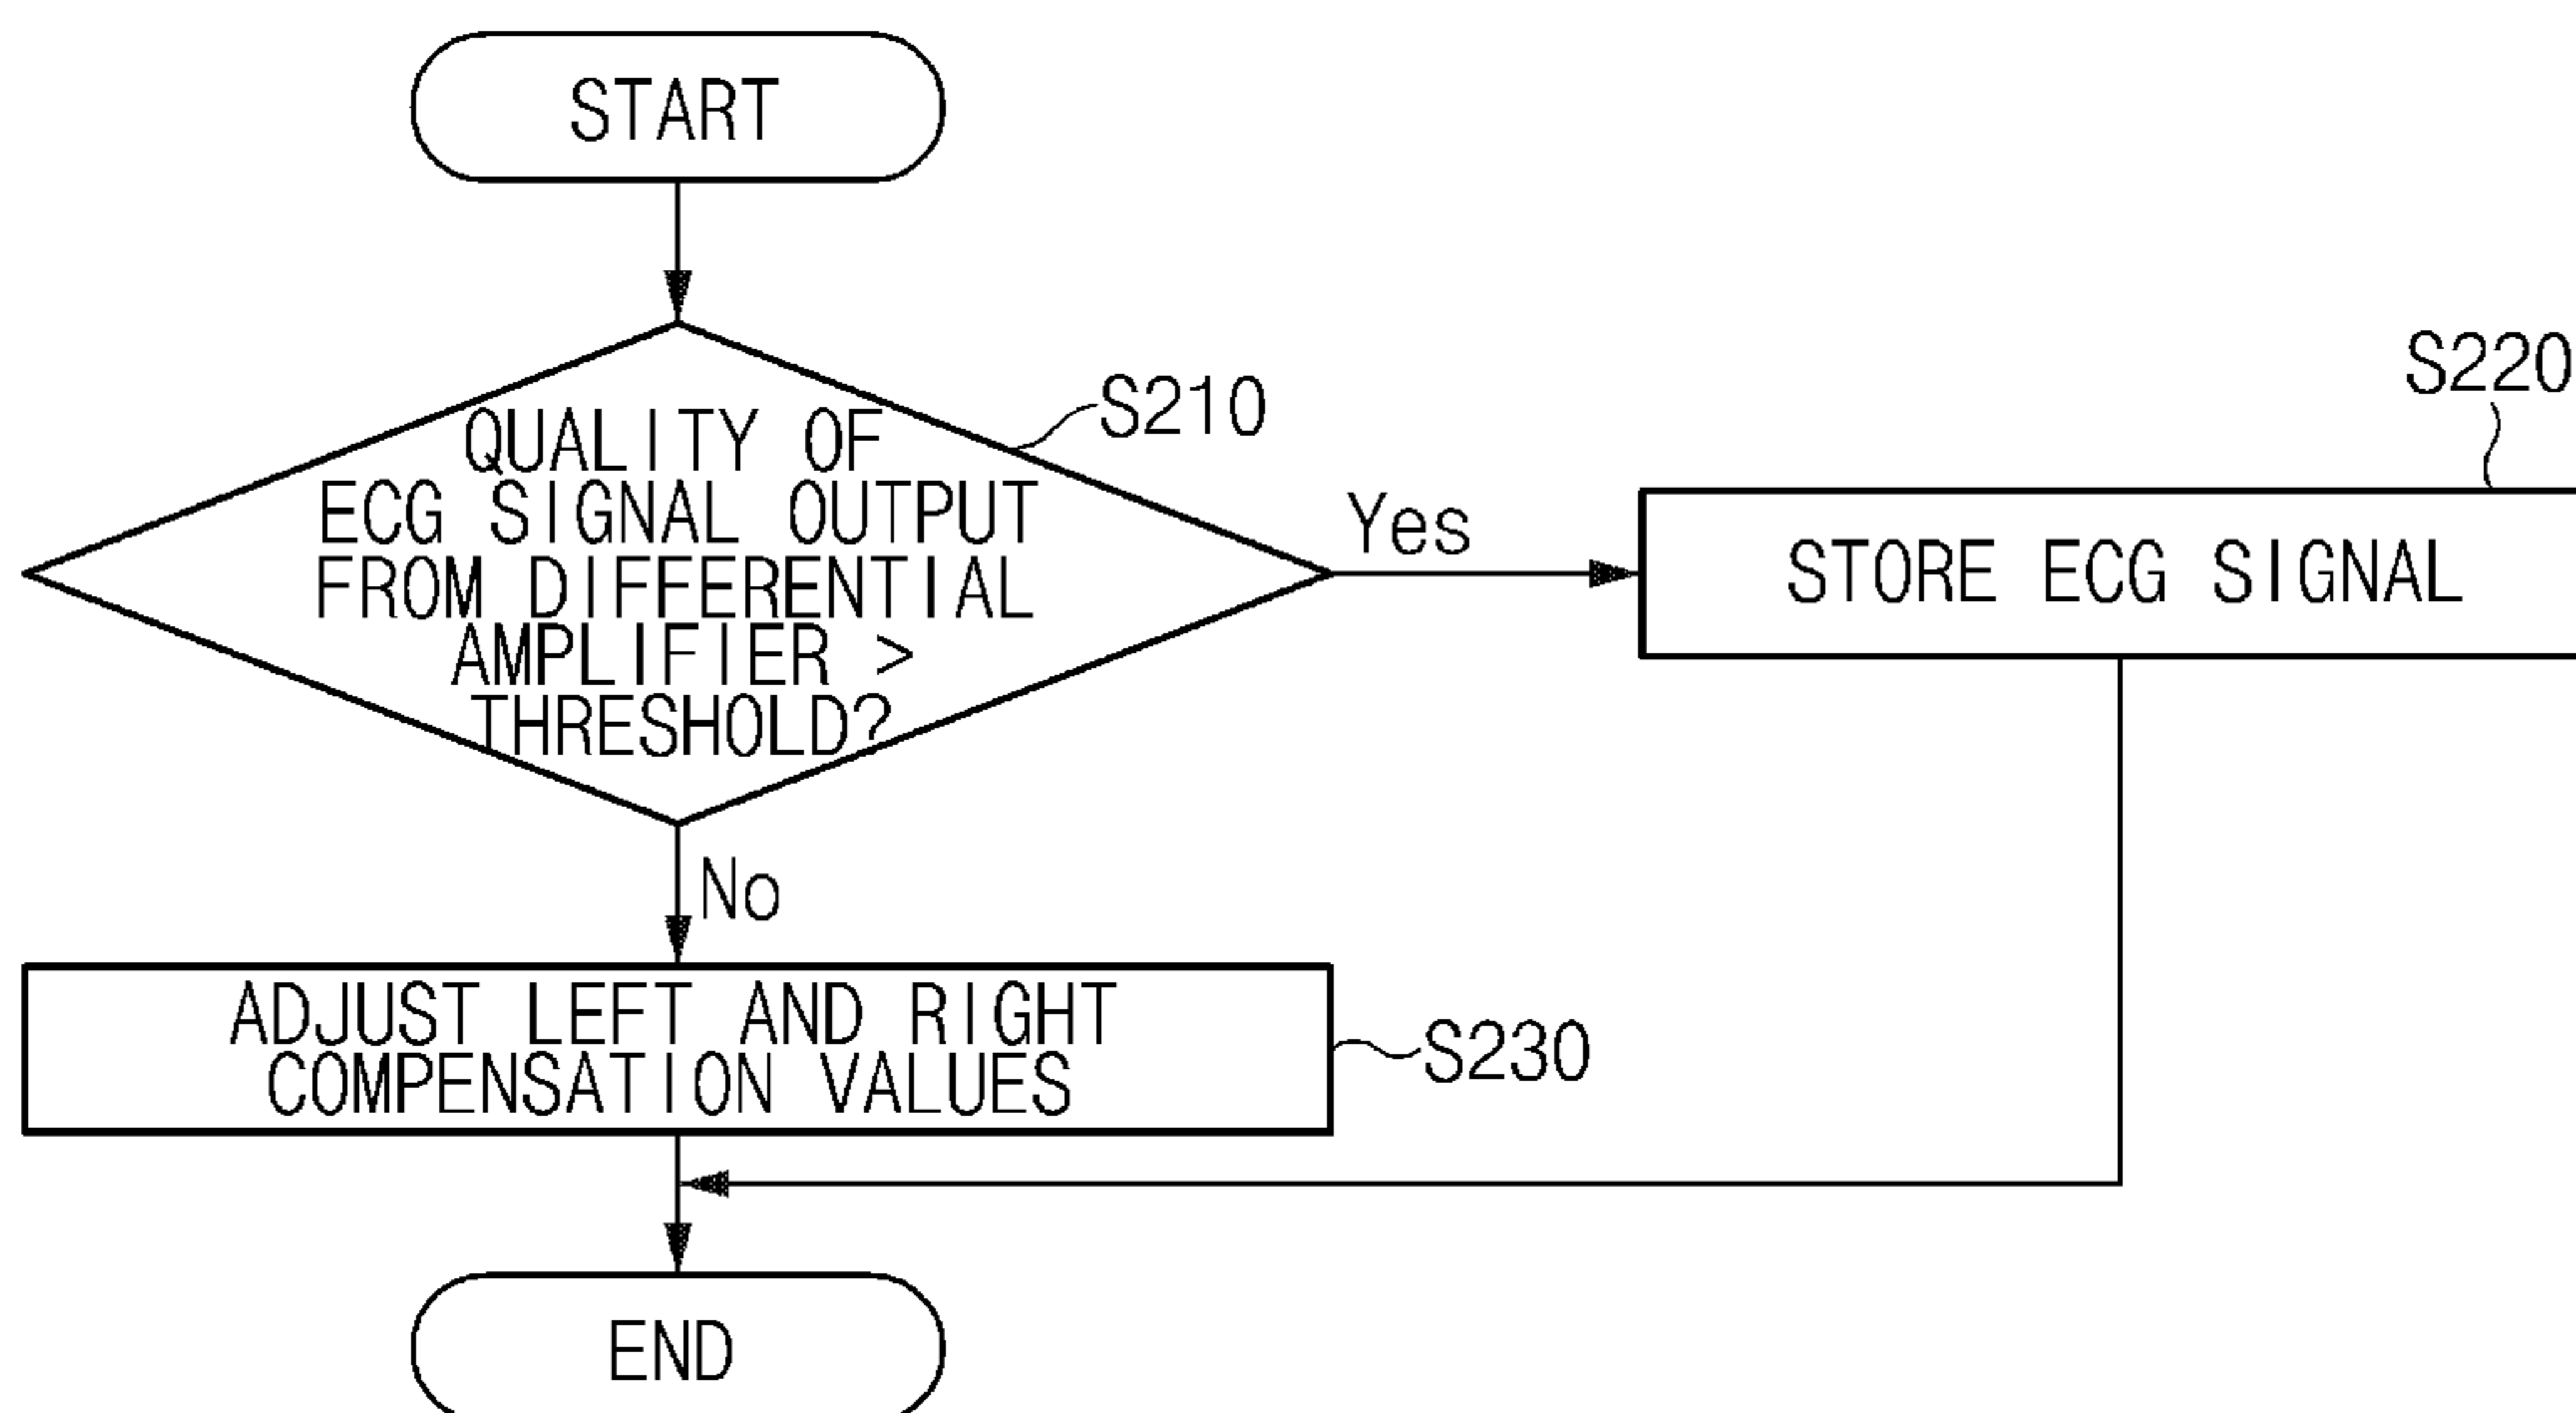 START
QUALITY OF
ECG SIGNAL OUTPUT
FROM DIFFERENTIAL
AMPLIFIER >
THRESHOLD?
S210
Yes
S220
STORE ECG SIGNAL
No
ADJUST LEFT AND RIGHT
COMPENSATION VALUES
S230
END